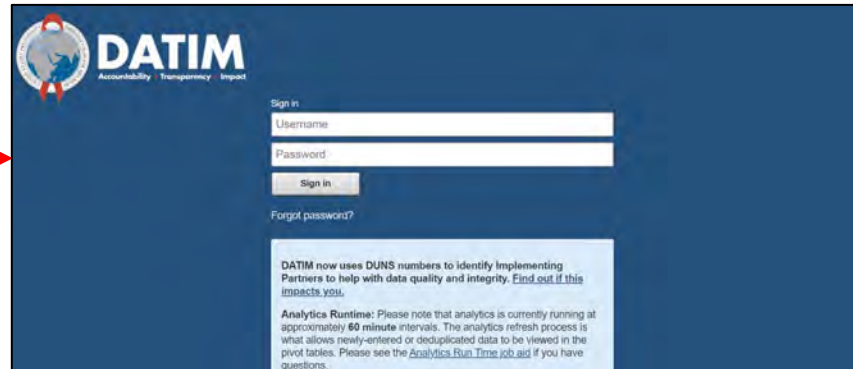 DATIM
Accountability Transparency Impact
Sign in
Username
Password
Sign in
Forgot password?
DATIM now uses DUNS numbers to identify Implementing
Partners to help with data quality and integrity. Find out if this
impacts you.
Analytics Runtime: Please note that analytics is currently running at
approximately 60 minute intervals. The analytics refresh process is
what allows newly-entered or deduplicated data to be viewed in the
pivot tables. Please see the Analytics Run Time job aid if you have
questions.